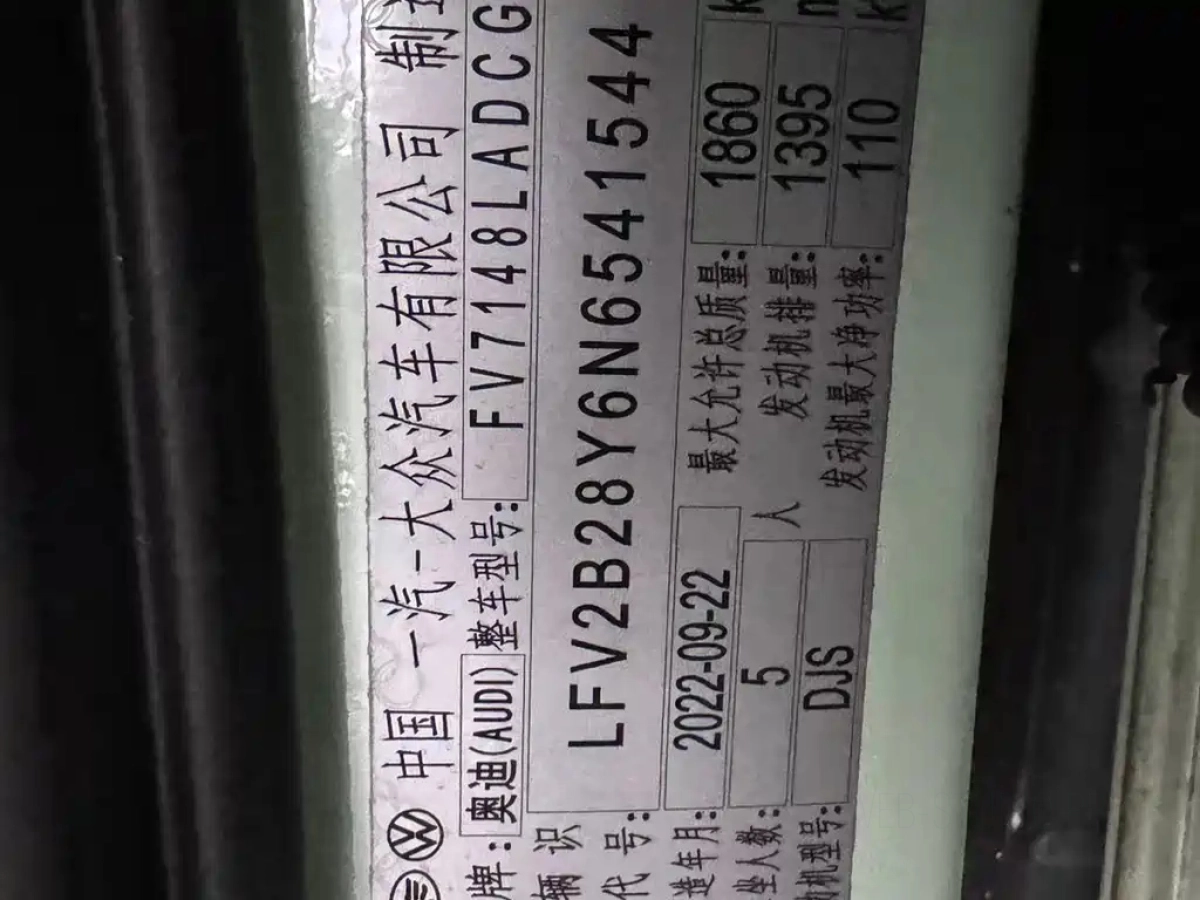 中国一汽-大众汽车有限公司 制造
牌:奥迪(AUDI) 整车型号:FV7148LADCG
辆识
代号:
LFV2B28Y6N6541544
造年月:2022-09-22 最大允许总质量:1860 k
坐人数:5 人 发动机排量:1395 m
动机型号:DJS 发动机最大净功率:110 k